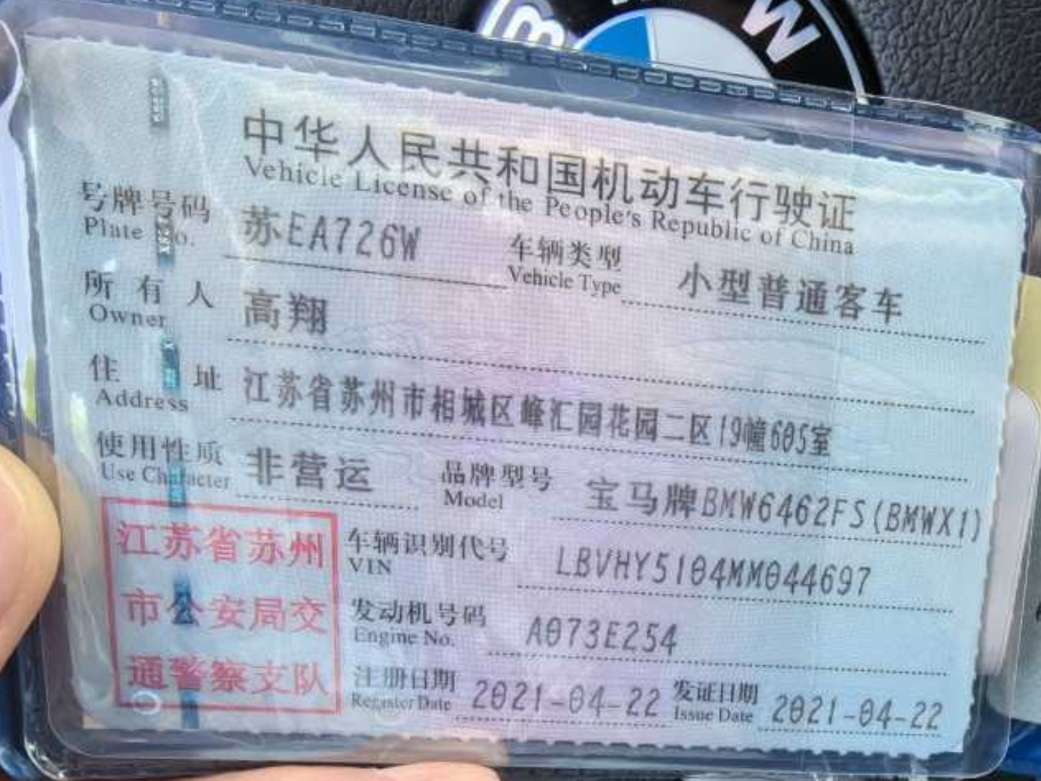 BMW
中华人民共和国机动车行驶证
Vehicle License of the People's Republic of China
号牌号码 苏EA726W 车辆类型 小型普通客车
Plate No. Vehicle Type
所有人 高翔
Owner
住址 江苏省苏州市相城区峰汇园花园二区19幢605室
Address
使用性质 非营运 品牌型号 宝马牌BMW6462FS(BMWX1)
Use Character Model
江苏省苏州
市公安局交
通警察支队
车辆识别代号 LBVHY5104MM044697
VIN
发动机号码 A073E254
Engine No.
注册日期 2021-04-22 发证日期 2021-04-22
Register Date Issue Date